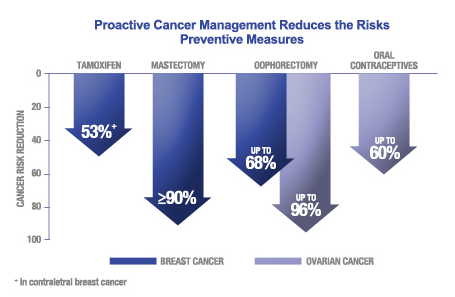 Proactive Cancer Management Reduces the Risks
Preventive Measures
TAMOXIFEN
MASTECTOMY
OOPHORECTOMY
ORAL
CONTRACEPTIVES
CANCER RISK REDUCTION
0
20
40
60
80
100
53%+
≥90%
UP TO
68%
UP TO
96%
UP TO
60%
BREAST CANCER
OVARIAN CANCER
+ in contraletral breast cancer